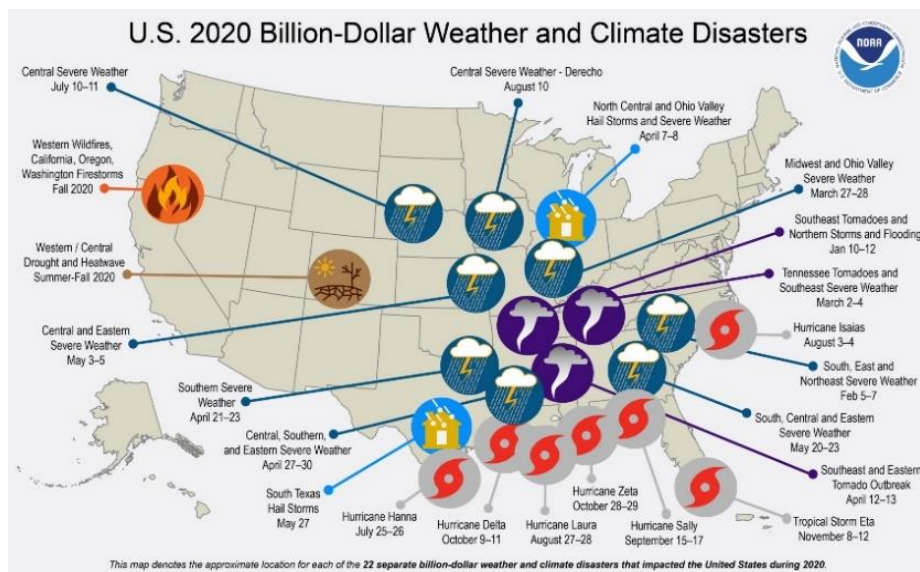 U.S. 2020 Billion-Dollar Weather and Climate Disasters
NOAA
Central Severe Weather
July 10–11
Central Severe Weather - Derecho
August 10
North Central and Ohio Valley
Hail Storms and Severe Weather
April 7–8
Western Wildfires,
California, Oregon,
Washington Firestorms
Fall 2020
Midwest and Ohio Valley
Severe Weather
March 27–28
Southeast Tornadoes and
Northern Storms and Flooding
Jan 10–12
Western / Central
Drought and Heatwave
Summer-Fall 2020
Tennessee Tornadoes and
Southeast Severe Weather
March 2–4
Central and Eastern
Severe Weather
May 3–5
Hurricane Isaias
August 3–4
South, East and
Northeast Severe Weather
Feb 5–7
Southern Severe
Weather
April 21–23
South, Central and Eastern
Severe Weather
May 20–23
Central, Southern,
and Eastern Severe Weather
April 27–30
Southeast and Eastern
Tornado Outbreak
April 12–13
South Texas
Hail Storms
May 27
Hurricane Hanna
July 25–26
Hurricane Delta
October 9–11
Hurricane Laura
August 27–28
Hurricane Zeta
October 28–29
Hurricane Sally
September 15–17
Tropical Storm Eta
November 8–12
This map denotes the approximate location for each of the 22 separate billion-dollar weather and climate disasters that impacted the United States during 2020.